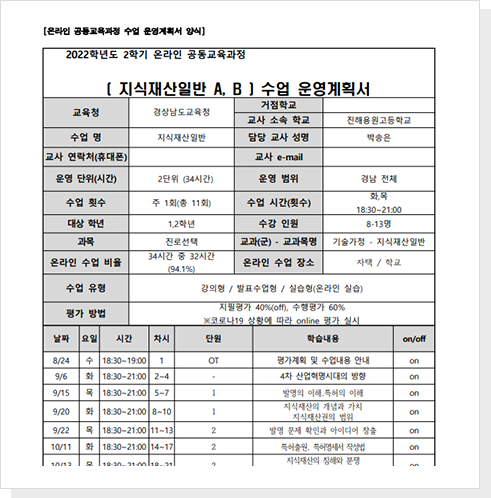 [온라인 공동교육과정 수업 운영계획서 양식]
2022학년도 2학기 온라인 공동교육과정
[ 지식재산일반 A, B ] 수업 운영계획서
교육청 경상남도교육청 거점학교
교사 소속 학교 진해용원고등학교
수업 명 지식재산일반 담당 교사 성명 박송은
교사 연락처(휴대폰) 교사 e-mail
운영 단위(시간) 2단위 (34시간) 운영 범위 경남 전체
수업 횟수 주 1회(총 11회) 수업 시간(횟수) 화,목
18:30~21:00
대상 학년 1,2학년 수강 인원 8-13명
과목 진로선택 교과(군) - 교과목명 기술가정 - 지식재산일반
온라인 수업 비율 34시간 중 32시간
(94.1%) 온라인 수업 장소 자택 / 학교
수업 유형 강의형 / 발표수업형 / 실습형(온라인 실습)
평가 방법 지필평가 40%(off), 수행평가 60%
※코로나19 상황에 따라 online 평가 실시
날짜 요일 시간 차시 단원 학습내용 on/off
8/24 수 18:30~19:00 1 OT 평가계획 및 수업내용 안내 on
9/6 화 18:30~21:00 2~4 - 4차 산업혁명시대의 방향 on
9/15 목 18:30~21:00 5~7 1 발명의 이해,특허의 이해 on
9/20 화 18:30~21:00 8~10 1 지식재산의 개념과 가치
지식재산권의 범위 on
9/22 목 18:30~21:00 11~13 2 발명 문제 확인과 아이디어 창출 on
10/11 화 18:30~21:00 14~17 2 특허출원, 특허명세서 작성법 on
10/13 목 18:30~21:00 18~21 2 지식재산의 침해와 분쟁 on